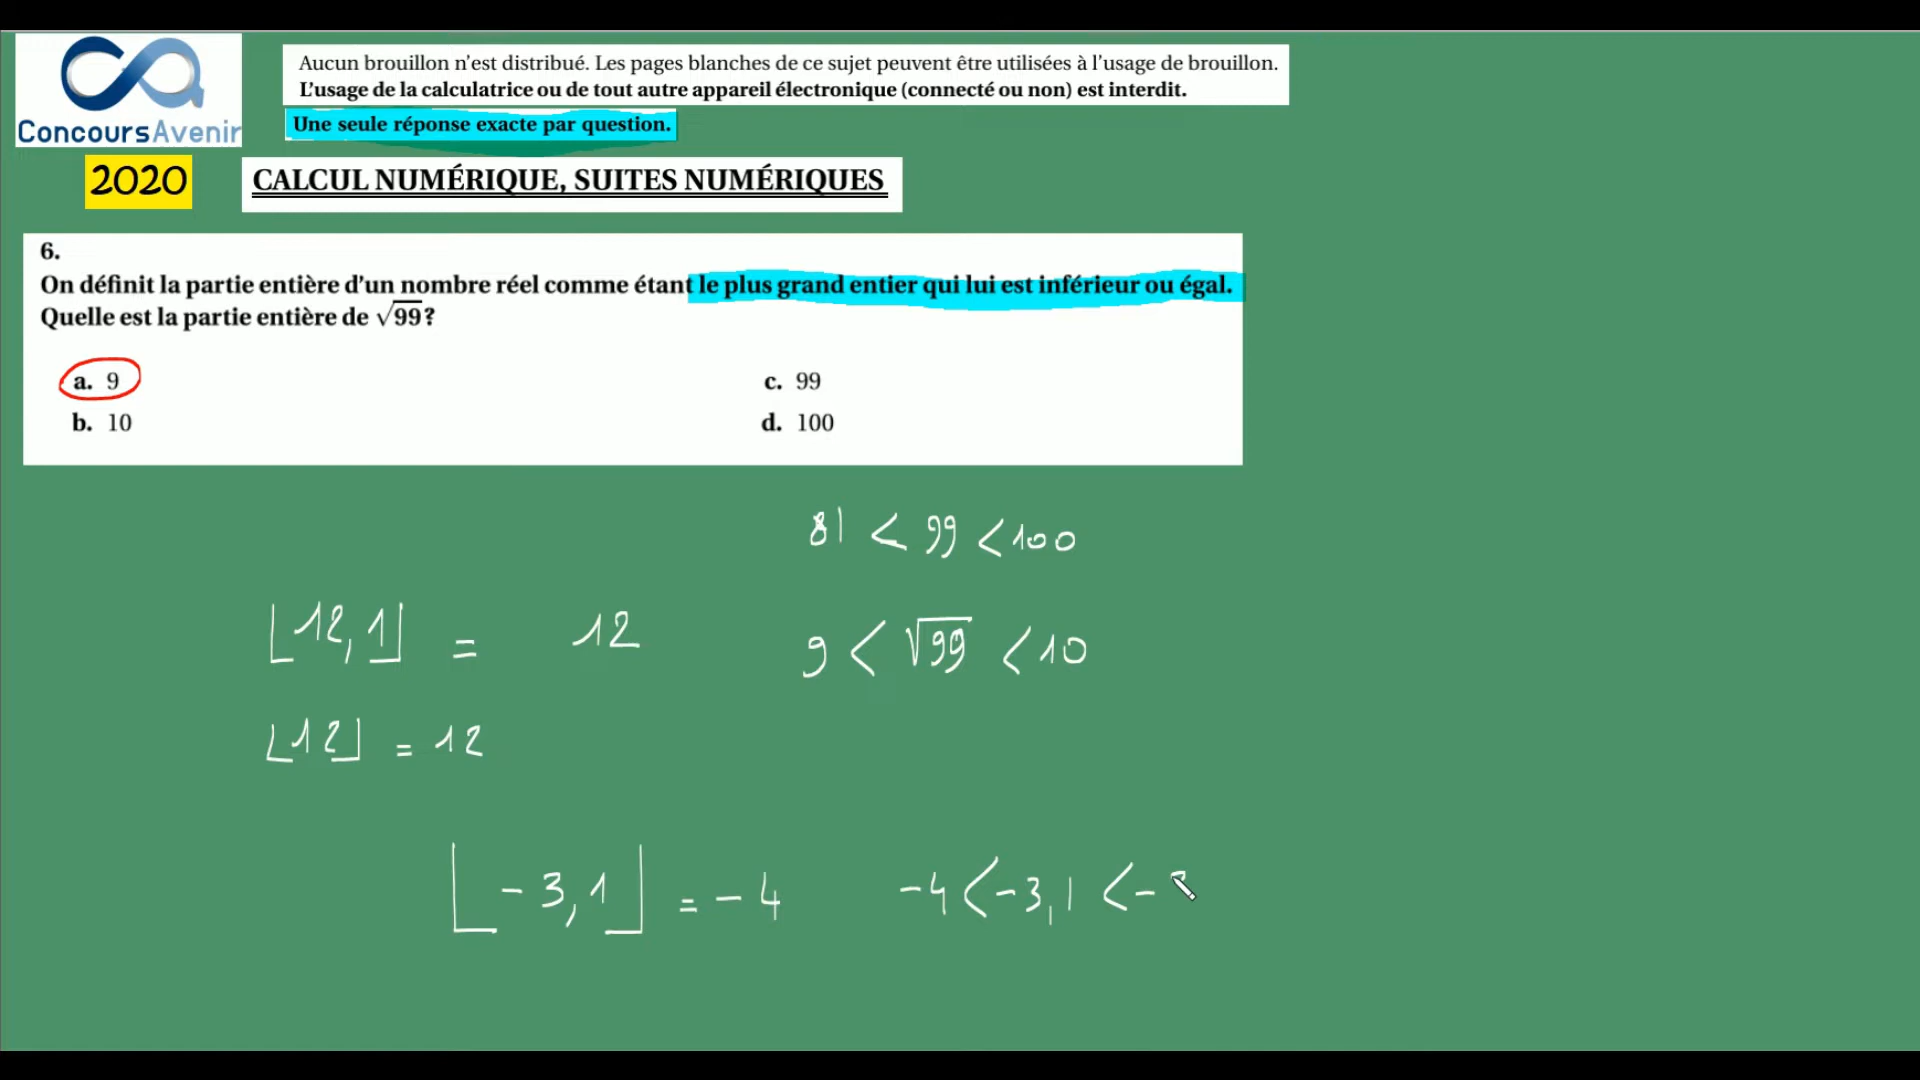 Aucun brouillon n'est distribué. Les pages blanches de ce sujet peuvent être utilisées à l'usage de brouillon.
L'usage de la calculatrice ou de tout autre appareil électronique (connecté ou non) est interdit.
Une seule réponse exacte par question.
ConcoursAvenir
2020
CALCUL NUMÉRIQUE, SUITES NUMÉRIQUES
6.
On définit la partie entière d'un nombre réel comme étant le plus grand entier qui lui est inférieur ou égal.
Quelle est la partie entière de √99?
a. 9
c. 99
b. 10
d. 100
81 < 99 < 100
⌊12,1⌋ = 12
9 < √99 < 10
⌊12⌋ = 12
⌊-3,1⌋ = -4
-4 < -3,1 < -